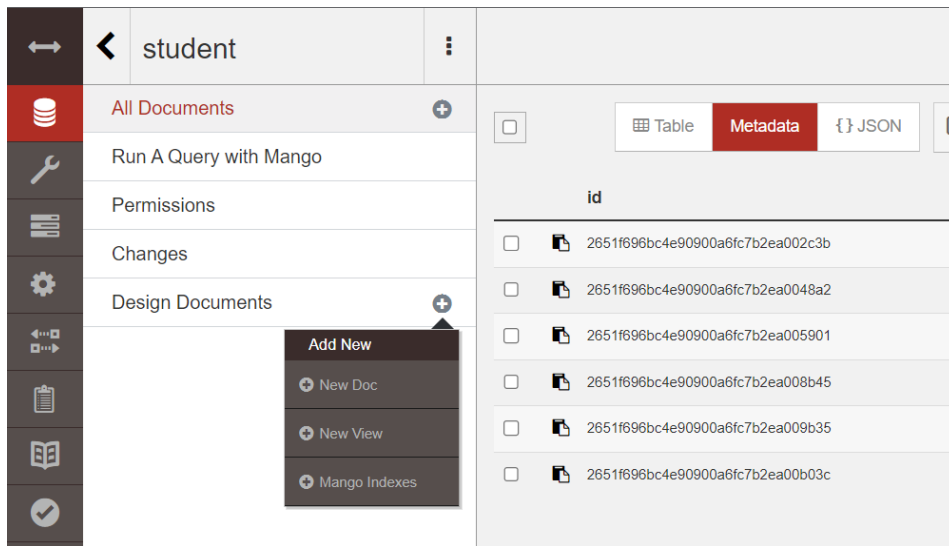 student
All Documents
Run A Query with Mango
Permissions
Changes
Design Documents
Add New
New Doc
New View
Mango Indexes
Table Metadata {} JSON
id
2651f696bc4e90900a6fc7b2ea002c3b
2651f696bc4e90900a6fc7b2ea0048a2
2651f696bc4e90900a6fc7b2ea005901
2651f696bc4e90900a6fc7b2ea008b45
2651f696bc4e90900a6fc7b2ea009b35
2651f696bc4e90900a6fc7b2ea00b03c